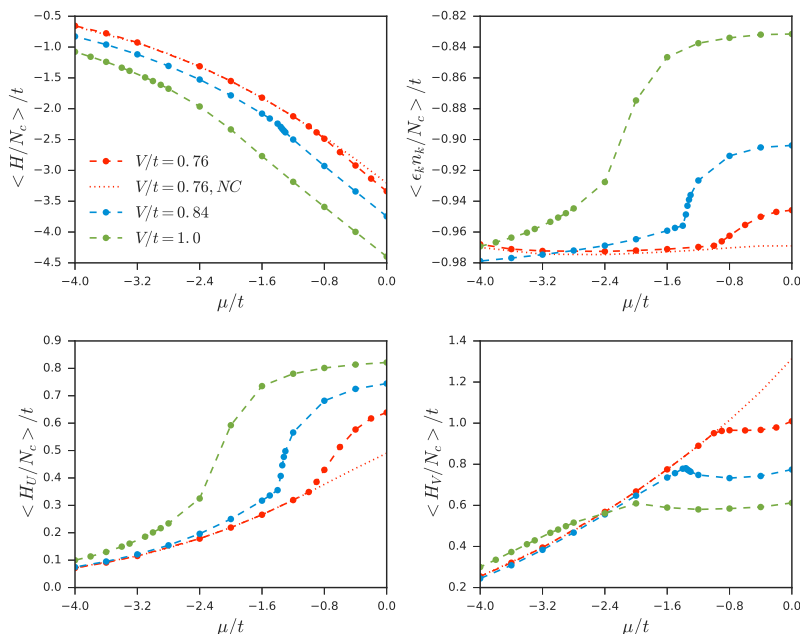 −0.5
−1.0
−1.5
−2.0
−2.5
−3.0
−3.5
−4.0
−4.5
< H/N_c > /t
V/t = 0.76
V/t = 0.76, NC
V/t = 0.84
V/t = 1.0
−4.0 −3.2 −2.4 −1.6 −0.8 0.0
μ/t
−0.82
−0.84
−0.86
−0.88
−0.90
−0.92
−0.94
−0.96
−0.98
< ϵ_k n_k/N_c > /t
−4.0 −3.2 −2.4 −1.6 −0.8 0.0
μ/t
0.9
0.8
0.7
0.6
0.5
0.4
0.3
0.2
0.1
0.0
< H_U/N_c > /t
−4.0 −3.2 −2.4 −1.6 −0.8 0.0
μ/t
1.4
1.2
1.0
0.8
0.6
0.4
0.2
< H_V/N_c > /t
−4.0 −3.2 −2.4 −1.6 −0.8 0.0
μ/t